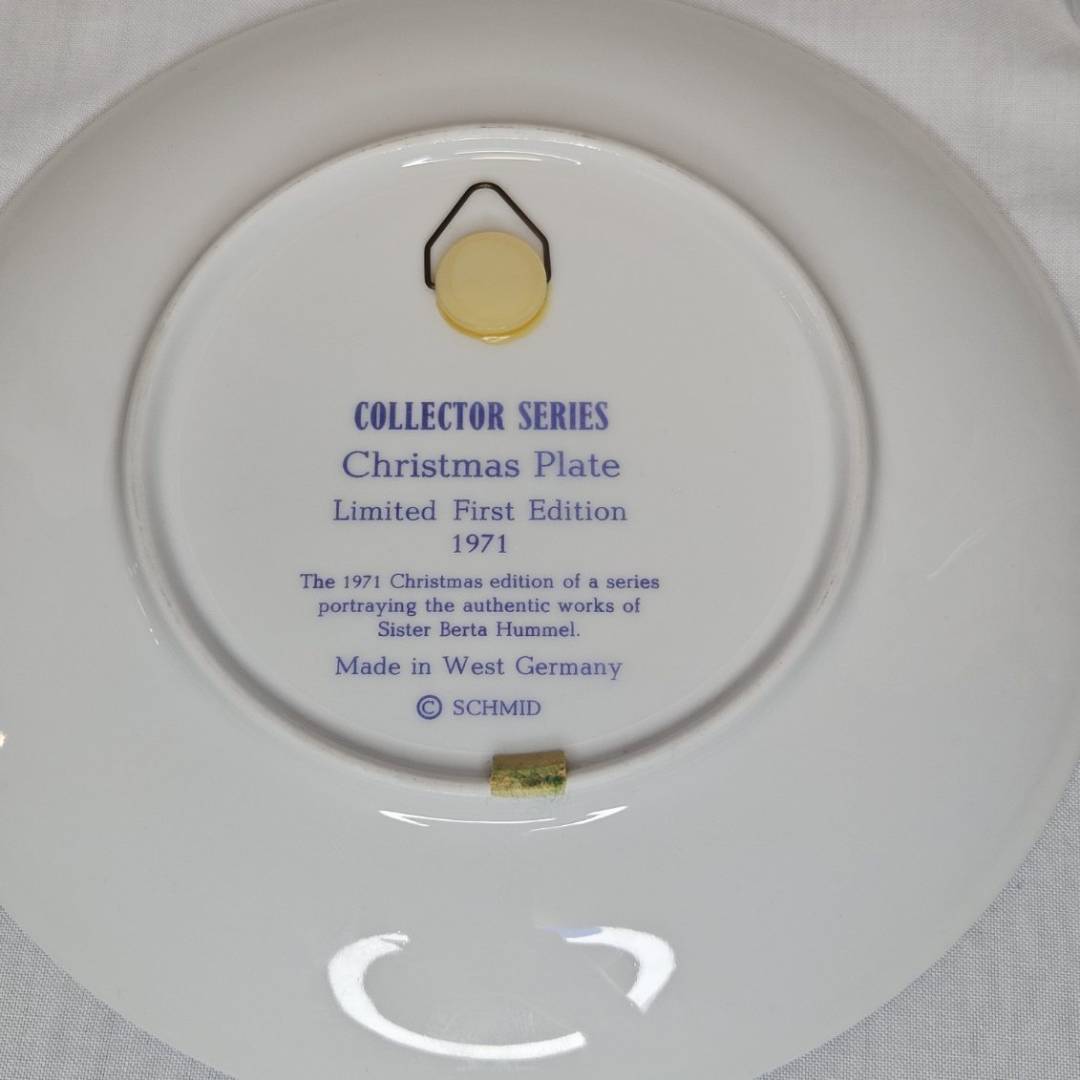 COLLECTOR SERIES
Christmas Plate
Limited First Edition
1971
The 1971 Christmas edition of a series
portraying the authentic works of
Sister Berta Hummel.
Made in West Germany
© SCHMID